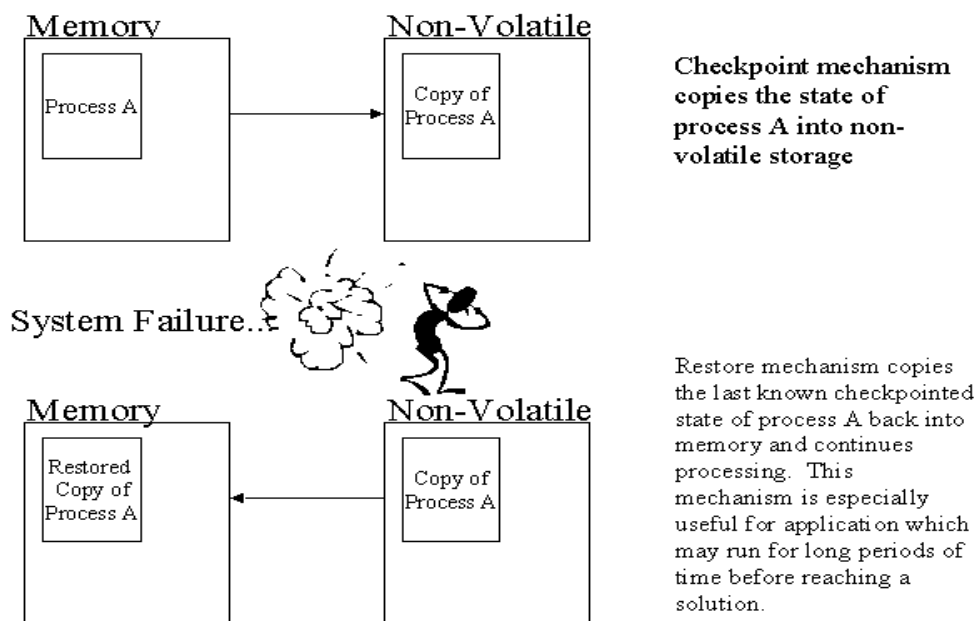 Memory
Non-Volatile
Process A
Copy of
Process A
Checkpoint mechanism
copies the state of
process A into non-
volatile storage
System Failure...
Memory
Non-Volatile
Restored
Copy of
Process A
Copy of
Process A
Restore mechanism copies
the last known checkpointed
state of process A back into
memory and continues
processing. This
mechanism is especially
useful for application which
may run for long periods of
time before reaching a
solution.